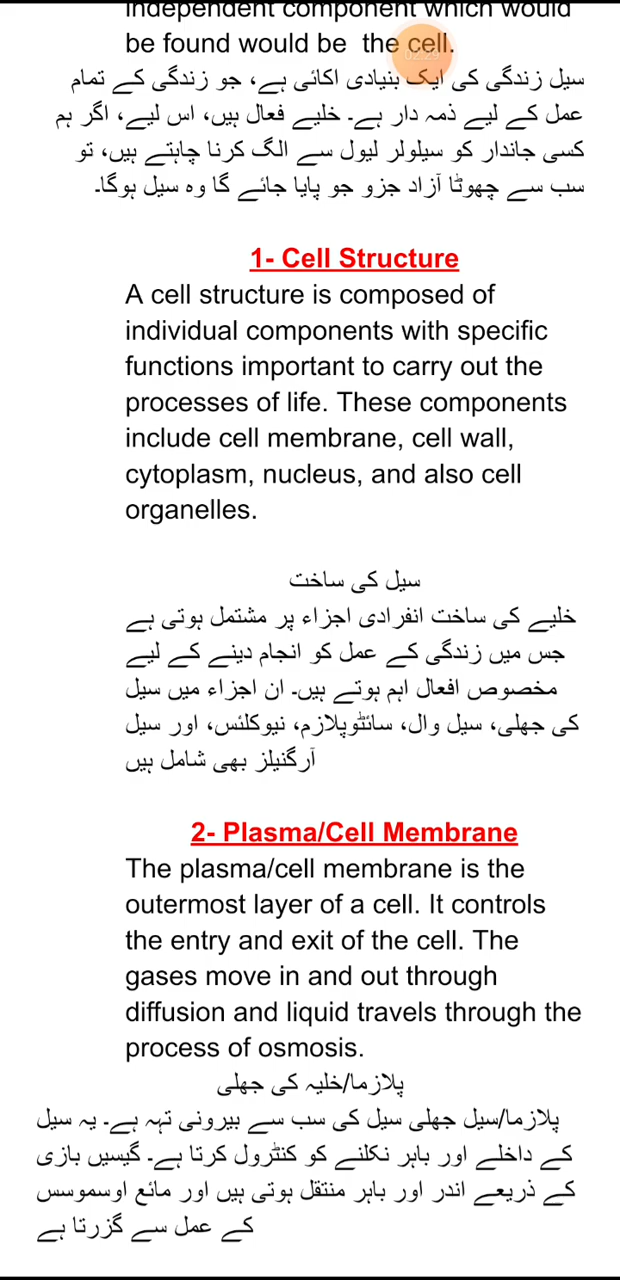 independent component which would
be found would be the cell.
02:29
سیل زندگی کی ایک بنیادی اکائی ہے، جو زندگی کے تمام
عمل کے لیے ذمہ دار ہے۔ خلیے فعال ہیں، اس لیے، اگر ہم
کسی جاندار کو سیلولر لیول سے الگ کرنا چاہتے ہیں، تو
سب سے چھوٹا آزاد جزو جو پایا جائے گا وہ سیل ہوگا۔
1- Cell Structure
A cell structure is composed of
individual components with specific
functions important to carry out the
processes of life. These components
include cell membrane, cell wall,
cytoplasm, nucleus, and also cell
organelles.
سیل کی ساخت
خلیے کی ساخت انفرادی اجزاء پر مشتمل ہوتی ہے
جس میں زندگی کے عمل کو انجام دینے کے لیے
مخصوص افعال اہم ہوتے ہیں۔ ان اجزاء میں سیل
کی جھلی، سیل وال، سائٹوپلازم، نیوکلئس، اور سیل
آرگنیلز بھی شامل ہیں
2- Plasma/Cell Membrane
The plasma/cell membrane is the
outermost layer of a cell. It controls
the entry and exit of the cell. The
gases move in and out through
diffusion and liquid travels through the
process of osmosis.
پلازما/خلیہ کی جھلی
پلازما/سیل جھلی سیل کی سب سے بیرونی تہہ ہے۔ یہ سیل
کے داخلے اور باہر نکلنے کو کنٹرول کرتا ہے۔ گیسیں بازی
کے ذریعے اندر اور باہر منتقل ہوتی ہیں اور مائع اوسموسس
کے عمل سے گزرتا ہے